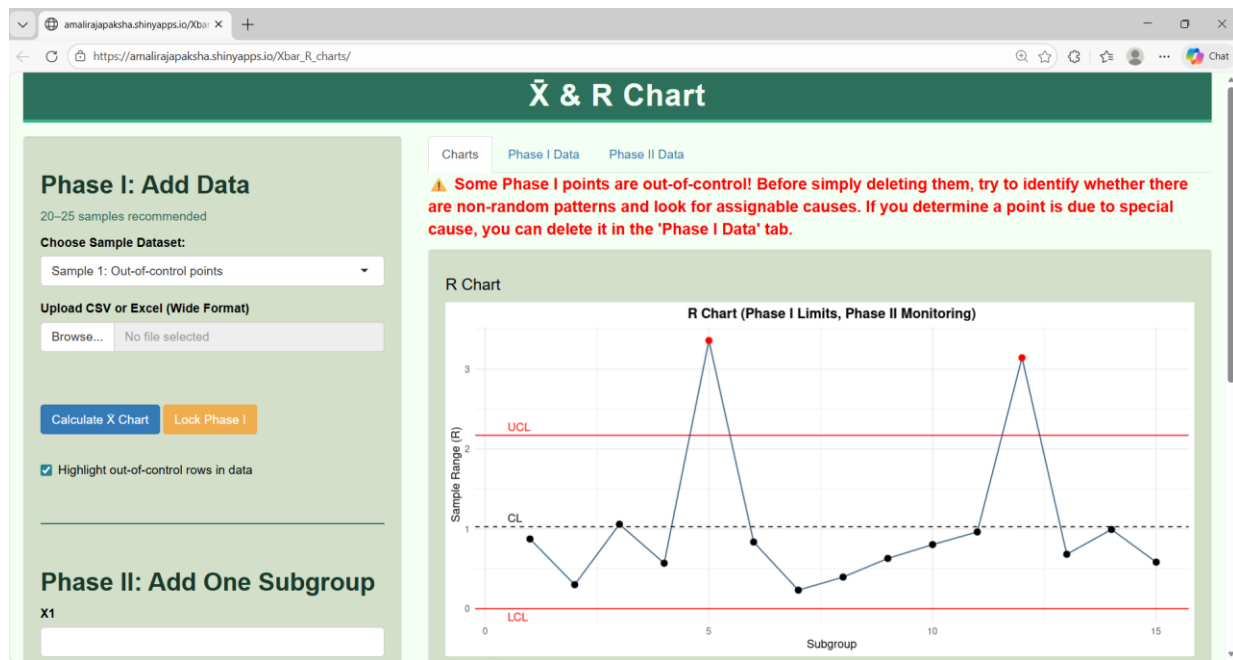 amalirajapaksha.shinyapps.io/Xbar
https://amalirajapaksha.shinyapps.io/Xbar_R_charts/
Chat
X̄ & R Chart
Phase I: Add Data
20–25 samples recommended
Choose Sample Dataset:
Sample 1: Out-of-control points
Upload CSV or Excel (Wide Format)
Browse... No file selected
Calculate X̄ Chart Lock Phase I
Highlight out-of-control rows in data
Phase II: Add One Subgroup
X1
Charts Phase I Data Phase II Data
⚠ Some Phase I points are out-of-control! Before simply deleting them, try to identify whether there
are non-random patterns and look for assignable causes. If you determine a point is due to special
cause, you can delete it in the 'Phase I Data' tab.
R Chart
R Chart (Phase I Limits, Phase II Monitoring)
Sample Range (R)
3
UCL
2
CL
1
0
LCL
0 5 10 15
Subgroup